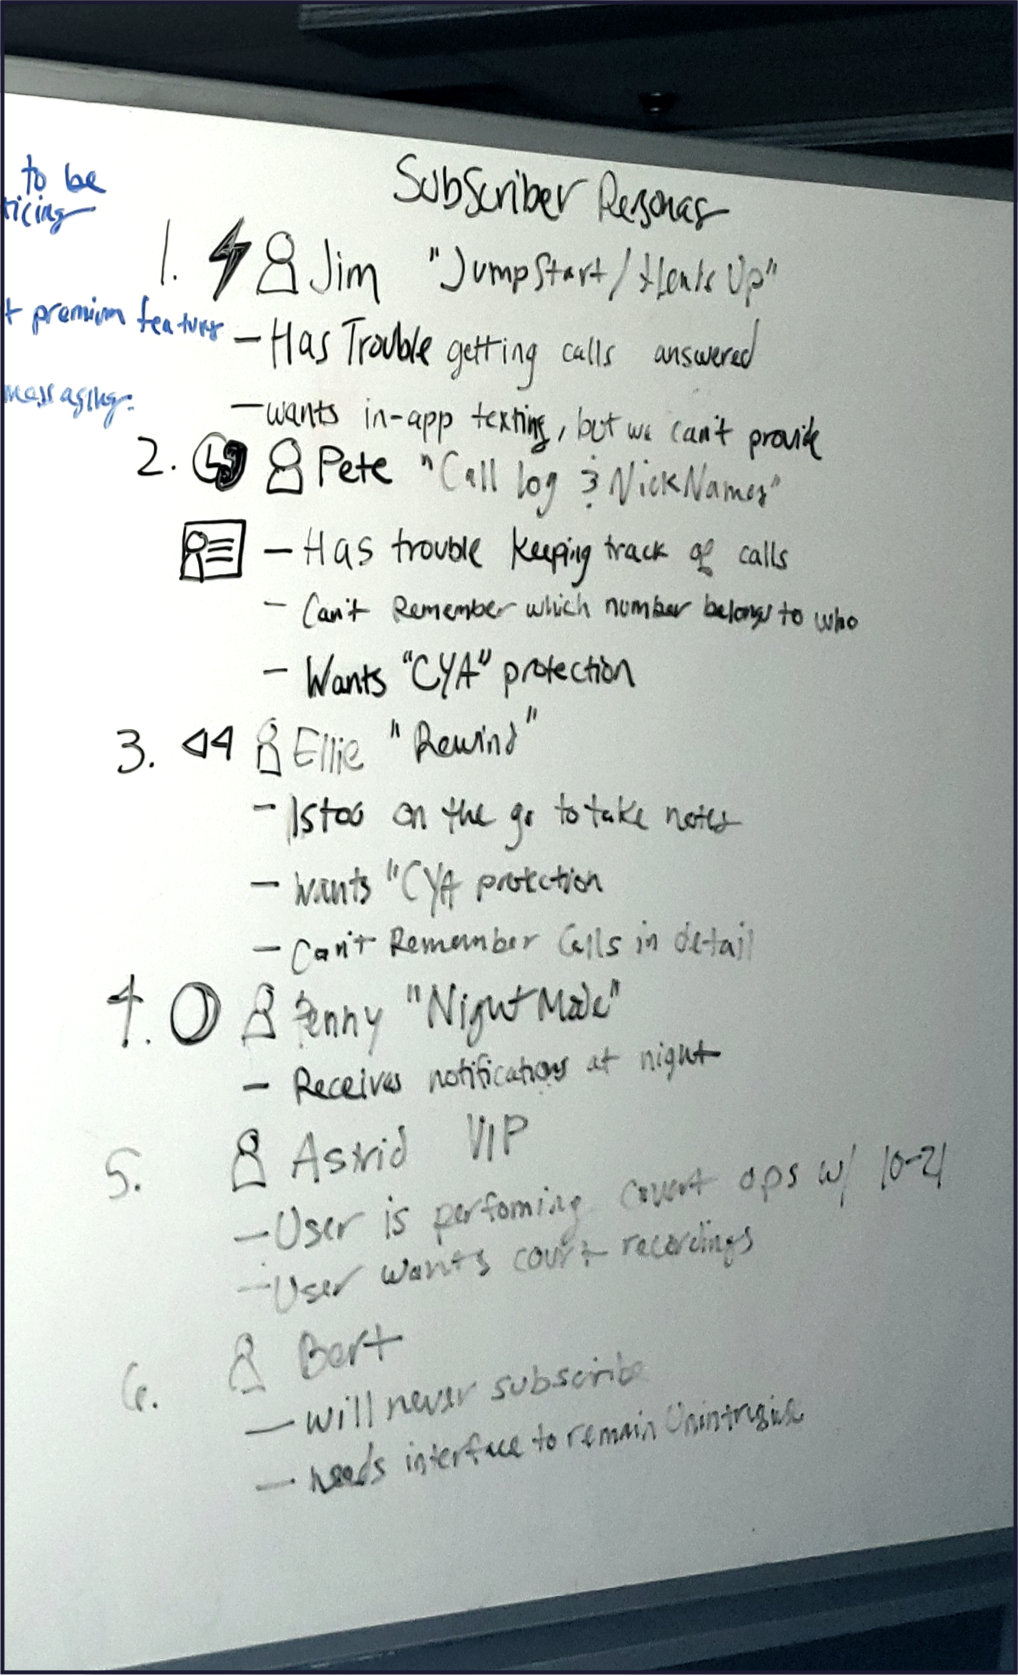 to be
Subscriber Personas
1. Jim "JumpStart/Heads Up"
+ premium feature
- Has Trouble getting calls answered
messaging:
- wants in-app texting, but we can't provide
2. Pete "Call log & NickNames"
- Has trouble keeping track of calls
- Can't Remember which number belongs to who
- Wants "CYA" protection
3. Ellie "Rewind"
- Is too on the go to take notes
- Wants "CYA protection
- Can't Remember Calls in detail
4. Penny "Night Mode"
- Receives notifications at night
5. Astrid VIP
- User is perfoming covert ops w/ 10-21
- User wants court recordings
6. Bert
- will never subscribe
- needs interface to remain Unintrusive